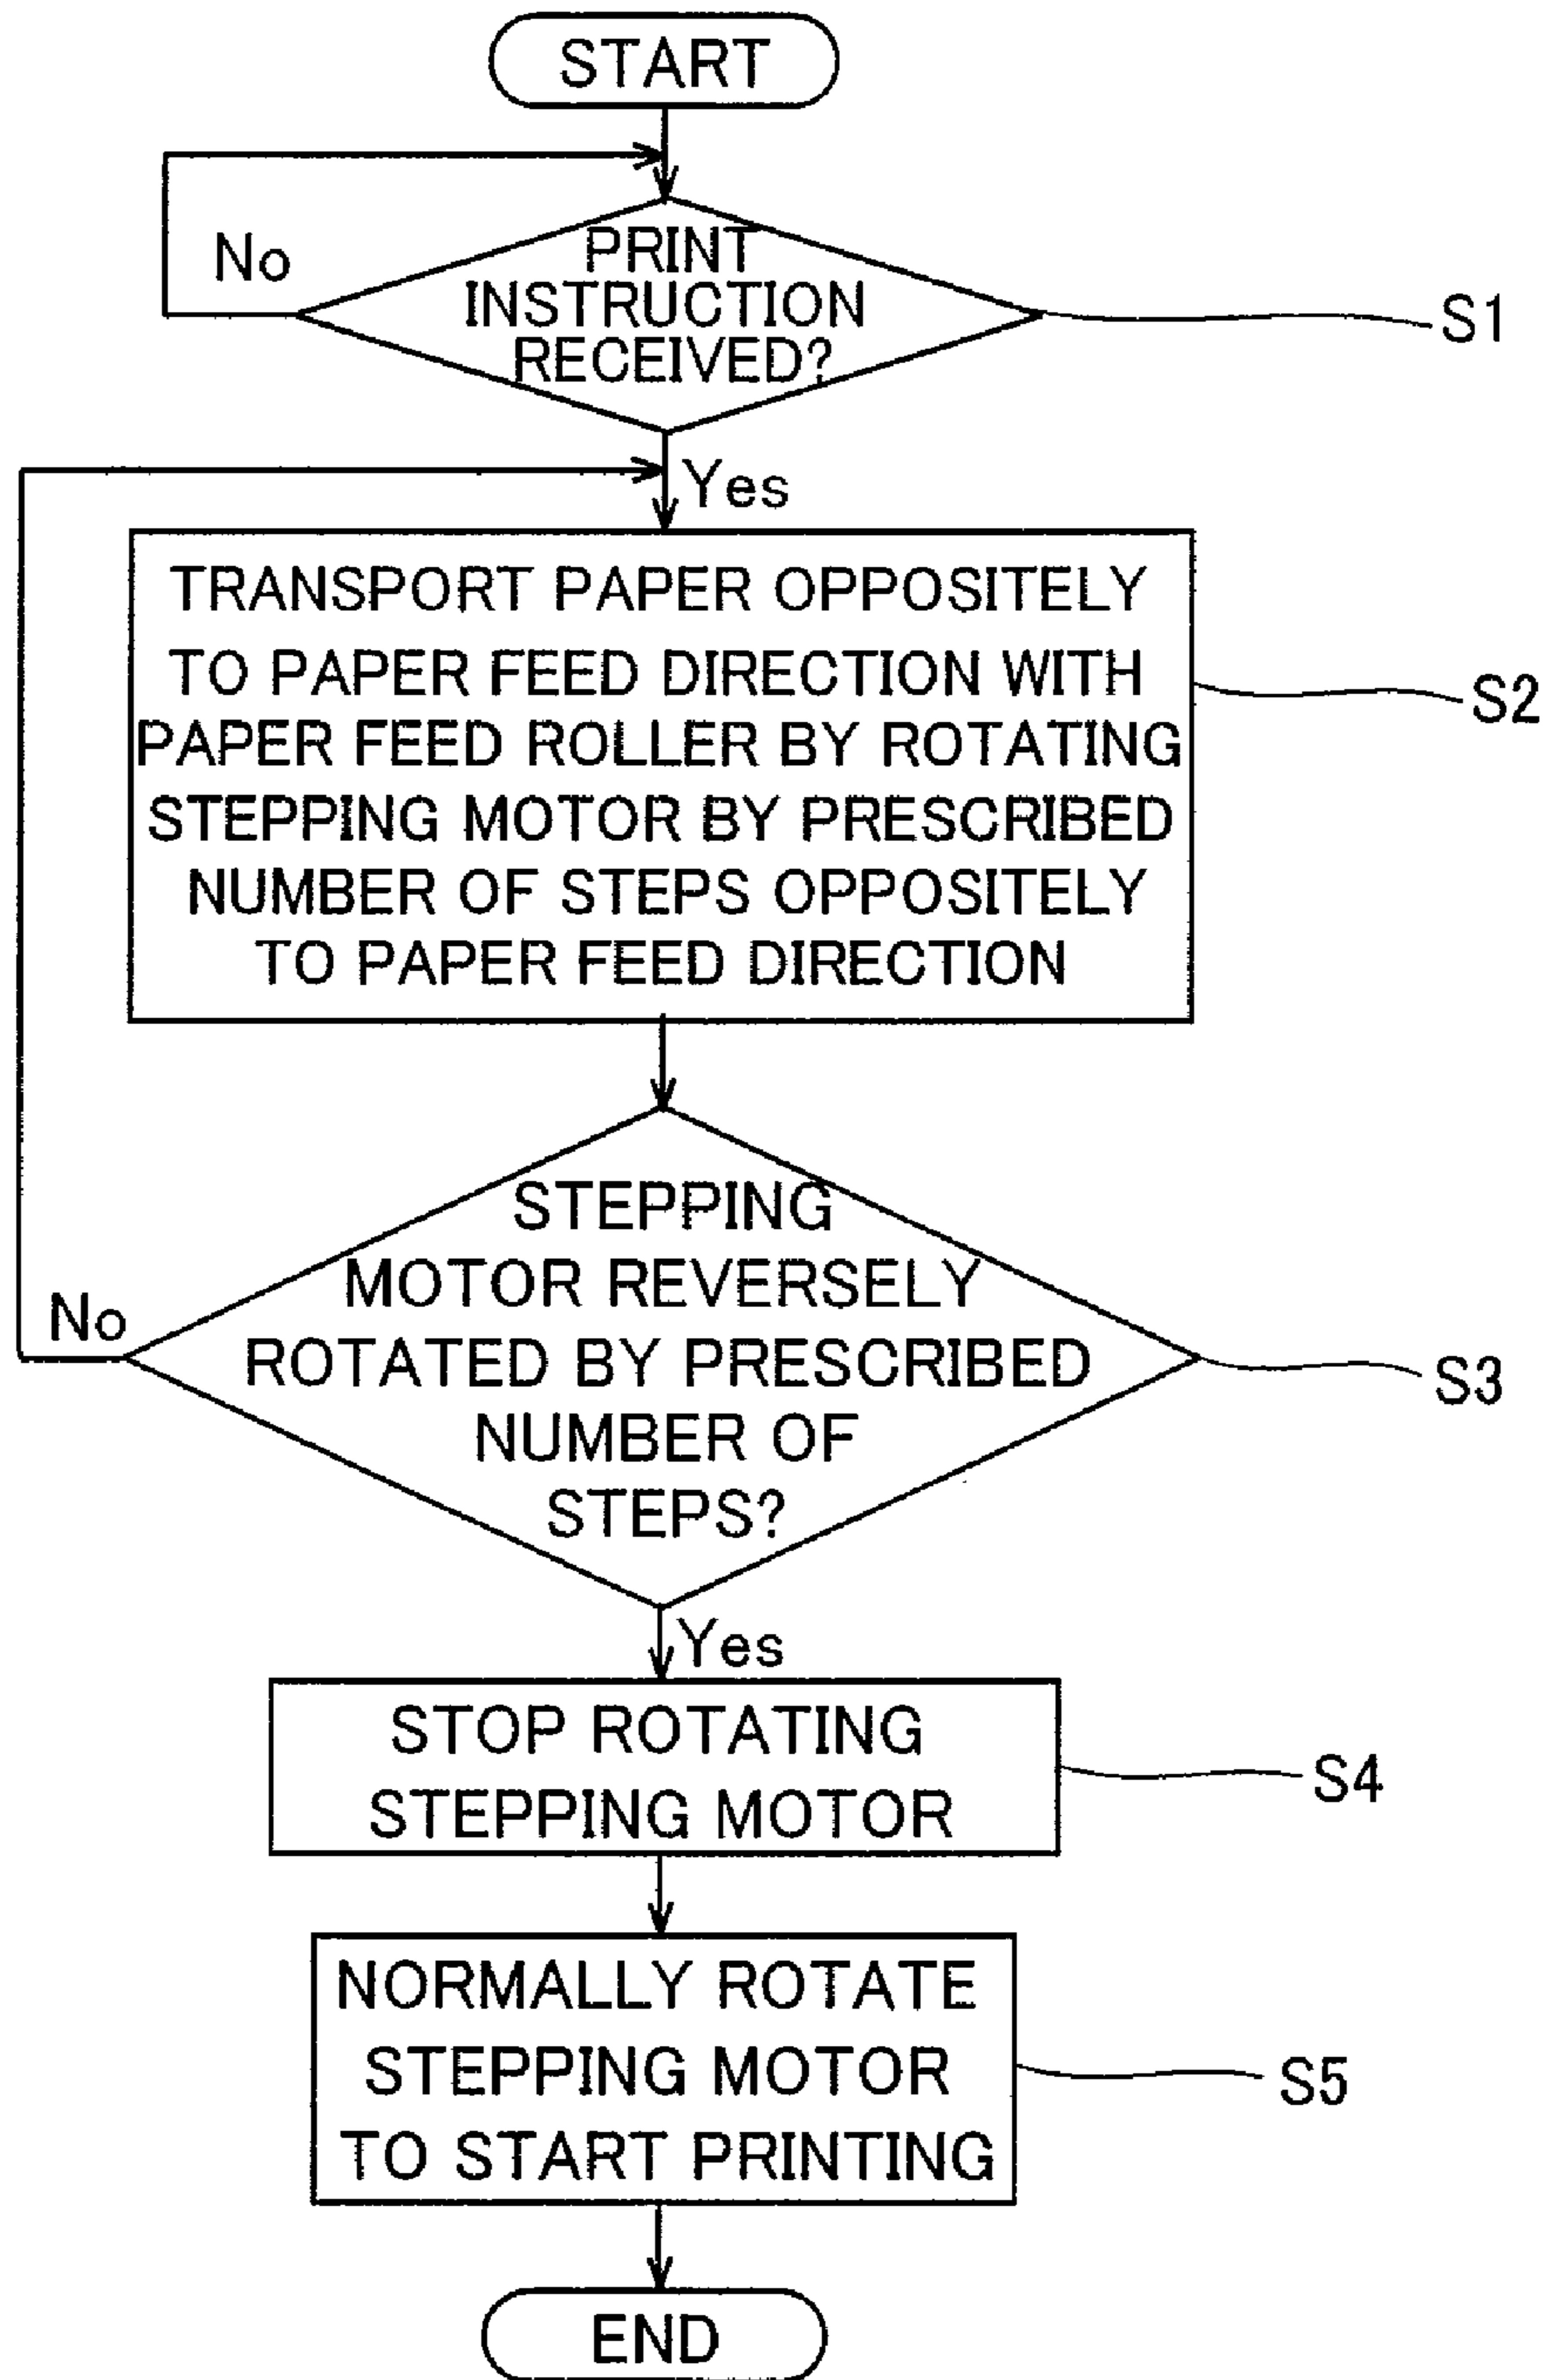 START
No
PRINT
INSTRUCTION
RECEIVED?
S1
Yes
TRANSPORT PAPER OPPOSITELY
TO PAPER FEED DIRECTION WITH
PAPER FEED ROLLER BY ROTATING
STEPPING MOTOR BY PRESCRIBED
NUMBER OF STEPS OPPOSITELY
TO PAPER FEED DIRECTION
S2
STEPPING
MOTOR REVERSELY
ROTATED BY PRESCRIBED
NUMBER OF
STEPS?
No
S3
Yes
STOP ROTATING
STEPPING MOTOR
S4
NORMALLY ROTATE
STEPPING MOTOR
TO START PRINTING
S5
END